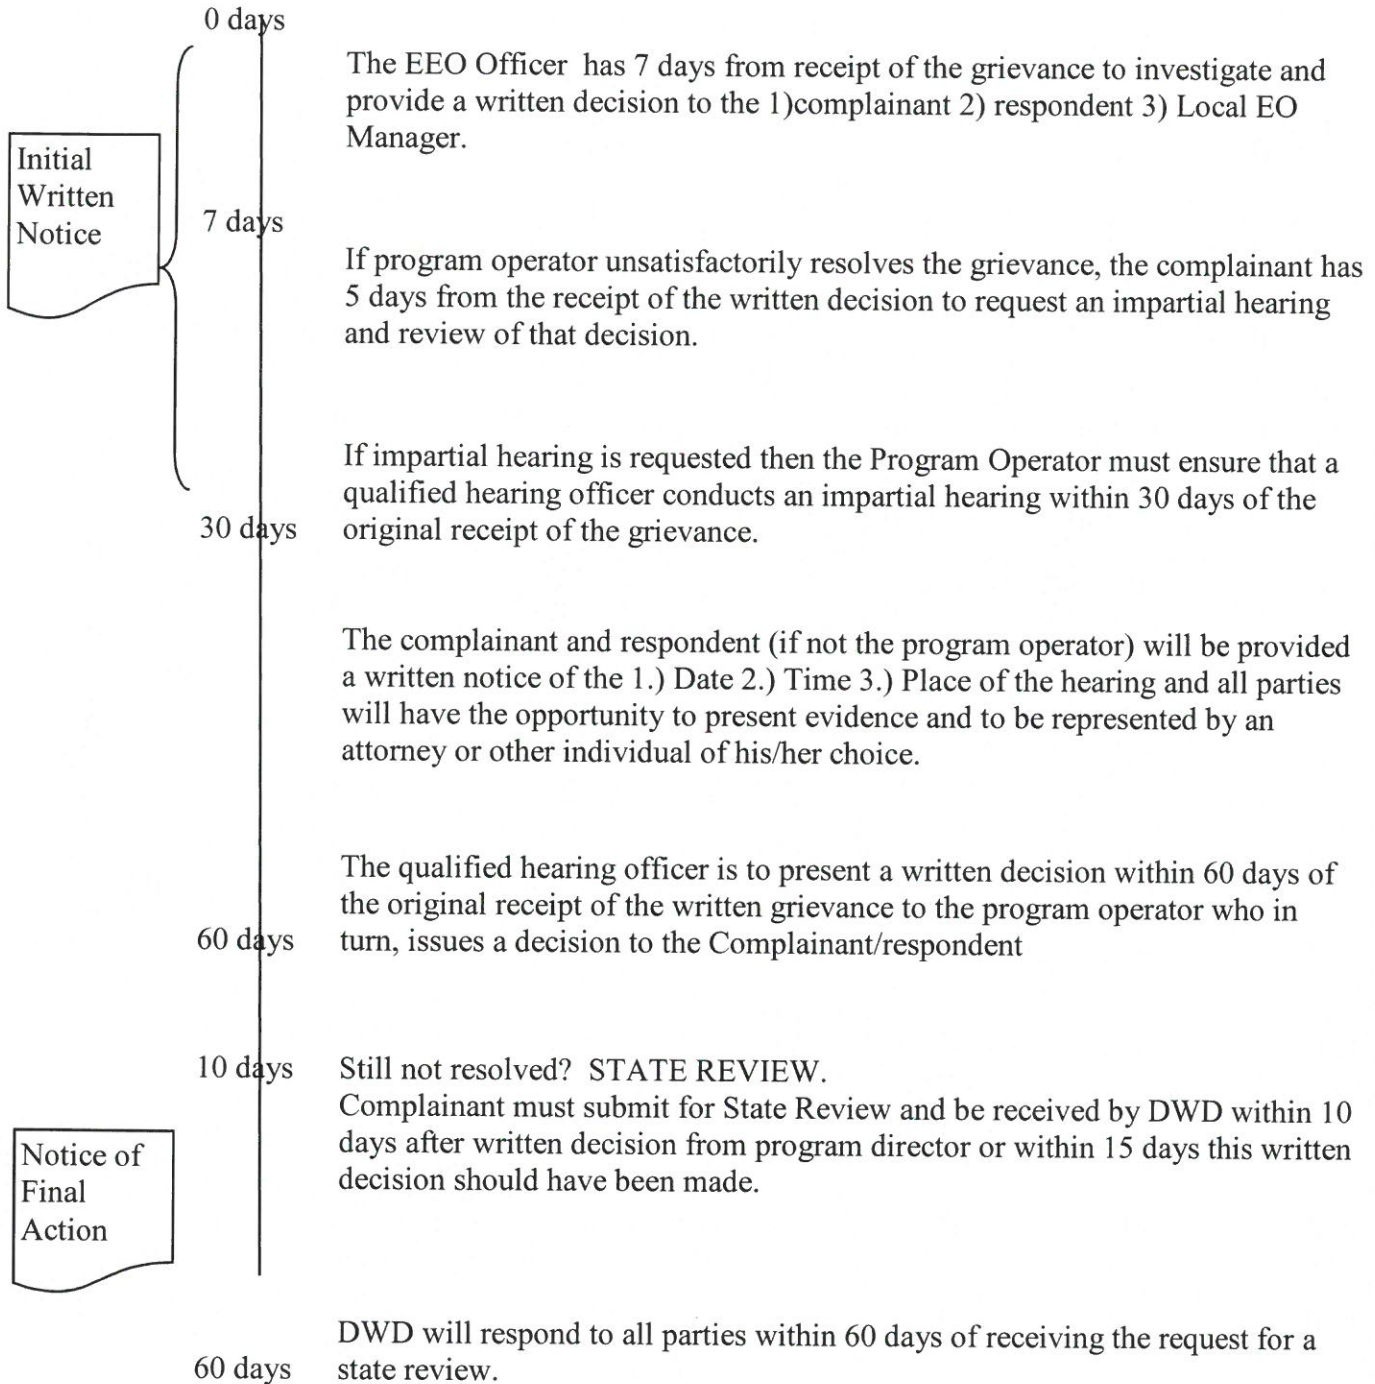 0 days
The EEO Officer has 7 days from receipt of the grievance to investigate and
provide a written decision to the 1)complainant 2) respondent 3) Local EO
Manager.
Initial
Written
Notice
7 days
If program operator unsatisfactorily resolves the grievance, the complainant has
5 days from the receipt of the written decision to request an impartial hearing
and review of that decision.
If impartial hearing is requested then the Program Operator must ensure that a
qualified hearing officer conducts an impartial hearing within 30 days of the
30 days
original receipt of the grievance.
The complainant and respondent (if not the program operator) will be provided
a written notice of the 1.) Date 2.) Time 3.) Place of the hearing and all parties
will have the opportunity to present evidence and to be represented by an
attorney or other individual of his/her choice.
The qualified hearing officer is to present a written decision within 60 days of
the original receipt of the written grievance to the program operator who in
60 days
turn, issues a decision to the Complainant/respondent
10 days
Still not resolved? STATE REVIEW.
Complainant must submit for State Review and be received by DWD within 10
days after written decision from program director or within 15 days this written
decision should have been made.
Notice of
Final
Action
DWD will respond to all parties within 60 days of receiving the request for a
60 days
state review.